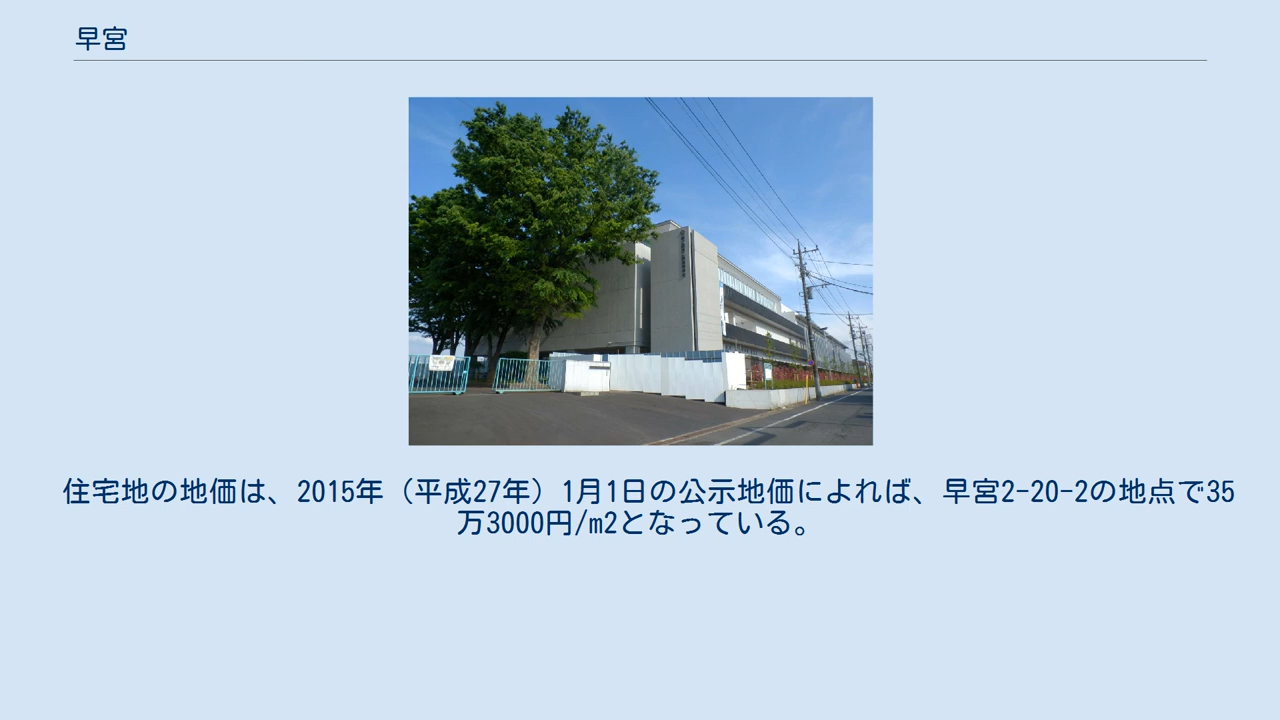 早宮
住宅地の地価は、2015年（平成27年）1月1日の公示地価によれば、早宮2-20-2の地点で35
万3000円/m2となっている。